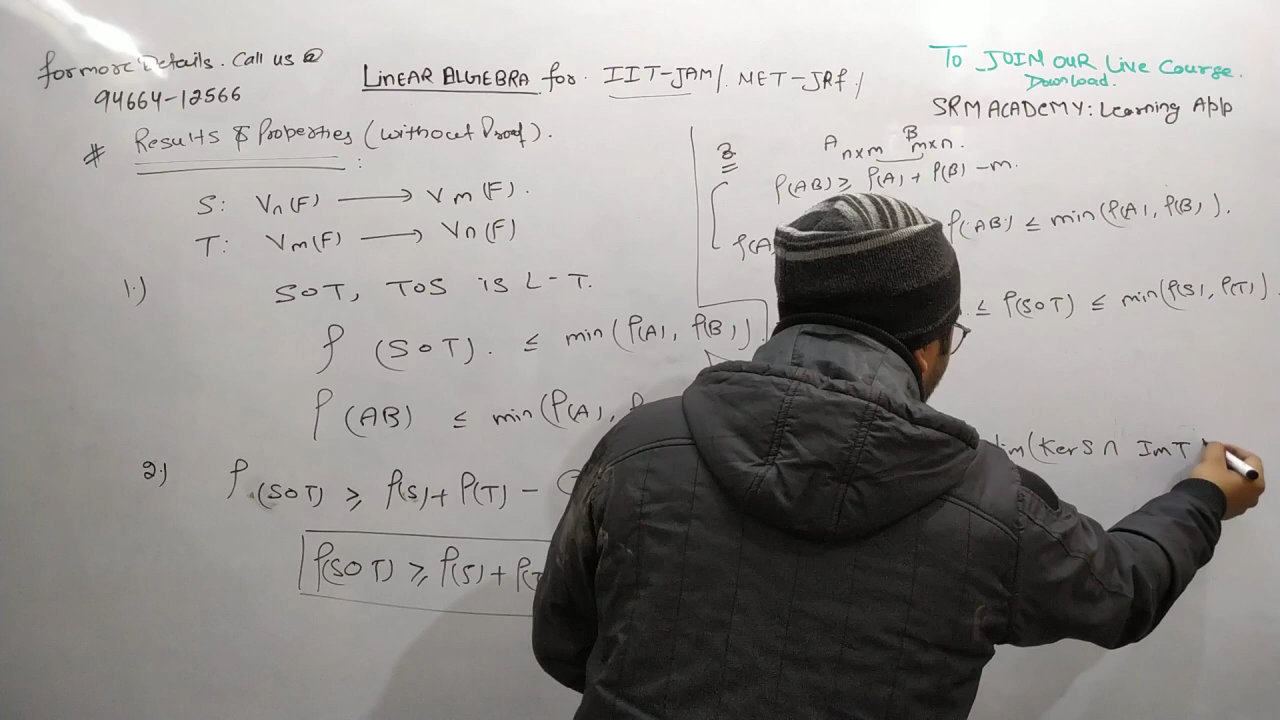 for more Details. Call us @
94664-12566
LINEAR ALGEBRA for IIT-JAM/. NET-JRF/
To JOIN OUR Live Course.
Download.
SRM ACADEMY: Learning App
# Results & Properties (without Proof).
:
S: Vn(F) ⟶ Vm(F).
T: Vm(F) ⟶ Vn(F)
1.) SOT, TOS is L-T.
ρ (SOT). ≤ min (ρ(A), ρ(B)).
ρ (AB) ≤ min (ρ(A),
2.) ρ(SOT) ≥ ρ(S) + ρ(T) -
ρ(SOT) ≥ ρ(S) + ρ(T
A n×m B m×n.
ρ(AB) ≥ ρ(A) + ρ(B) - m.
ρ(A
ρ(AB) ≤ min(ρ(A), ρ(B)).
≤ ρ(SOT) ≤ min(ρ(S), ρ(T)).
dim(Ker S ∩ Im T